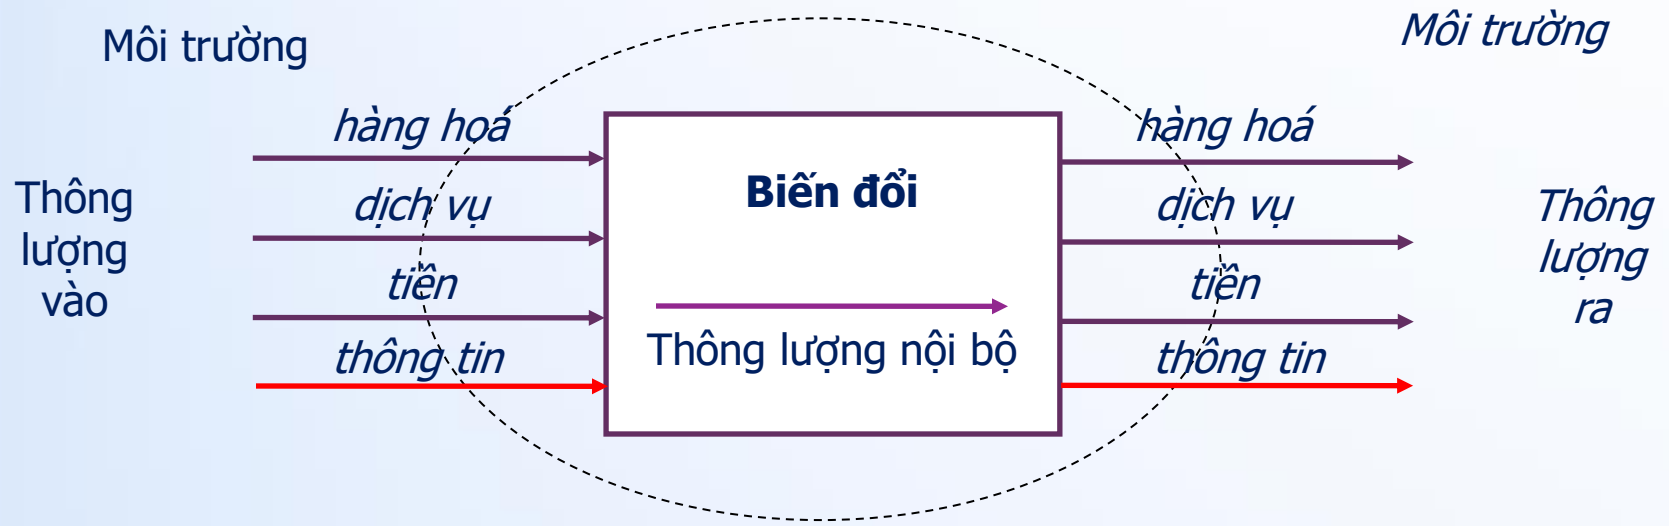 Môi trường
Môi trường
hàng hoá
hàng hoá
Thông
lượng
vào
dịch vụ
Biến đổi
dịch vụ
Thông
lượng
ra
tiền
tiền
Thông lượng nội bộ
thông tin
thông tin